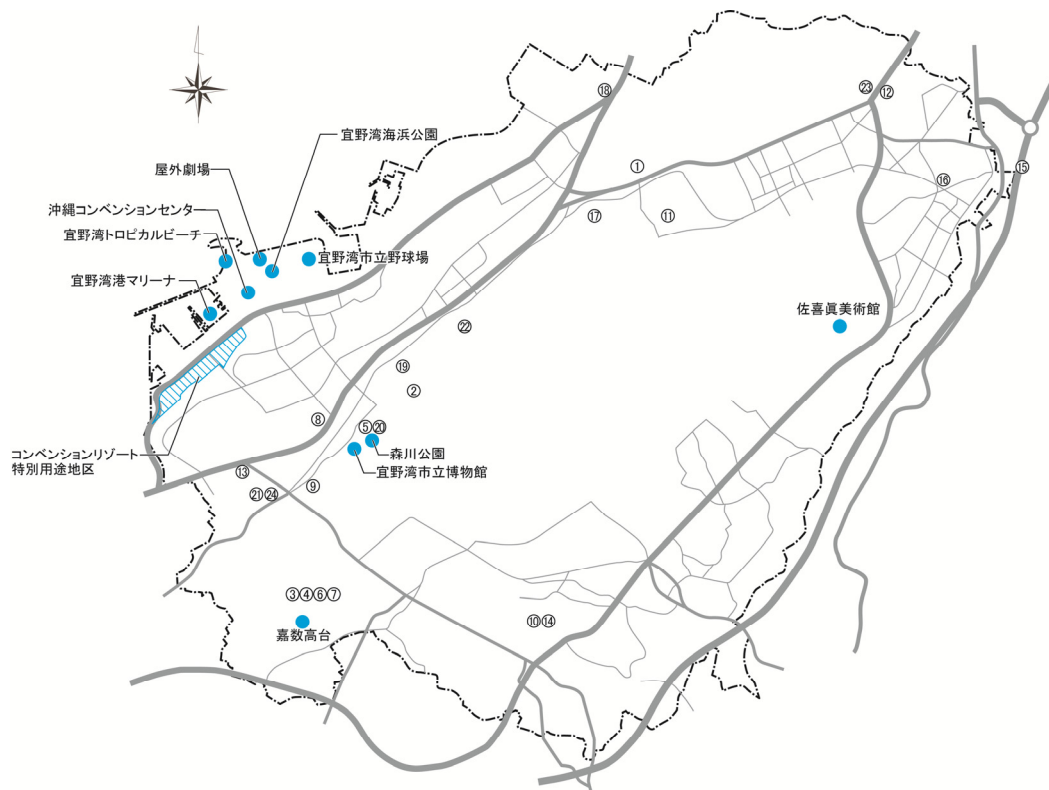 ⑱
㉓⑫
宜野湾海浜公園
屋外劇場
①
⑮
沖縄コンベンションセンター
⑯
宜野湾トロピカルビーチ
⑰
⑪
宜野湾市立野球場
宜野湾港マリーナ
佐喜眞美術館
㉒
⑲
②
⑧
⑤⑳
森川公園
コンベンションリゾート
特別用途地区
宜野湾市立博物館
⑬
⑨
㉑㉔
③④⑥⑦
⑩⑭
嘉数高台